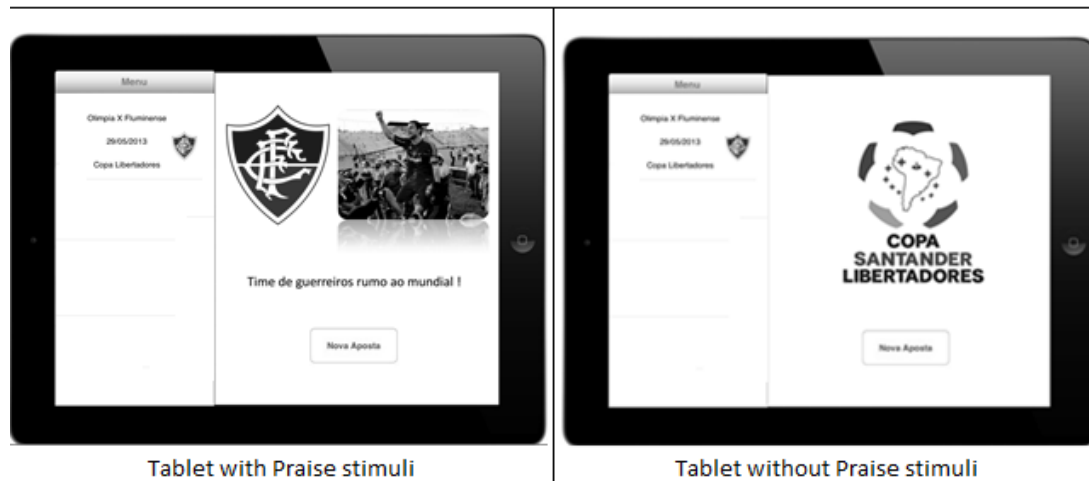 Menu
Olimpia X Fluminense
29/05/2013
Copa Libertadores
Time de guerreiros rumo ao mundial !
Nova Aposta
Tablet with Praise stimuli
Menu
Olimpia X Fluminense
29/05/2013
Copa Libertadores
COPA
SANTANDER
LIBERTADORES
Nova Aposta
Tablet without Praise stimuli